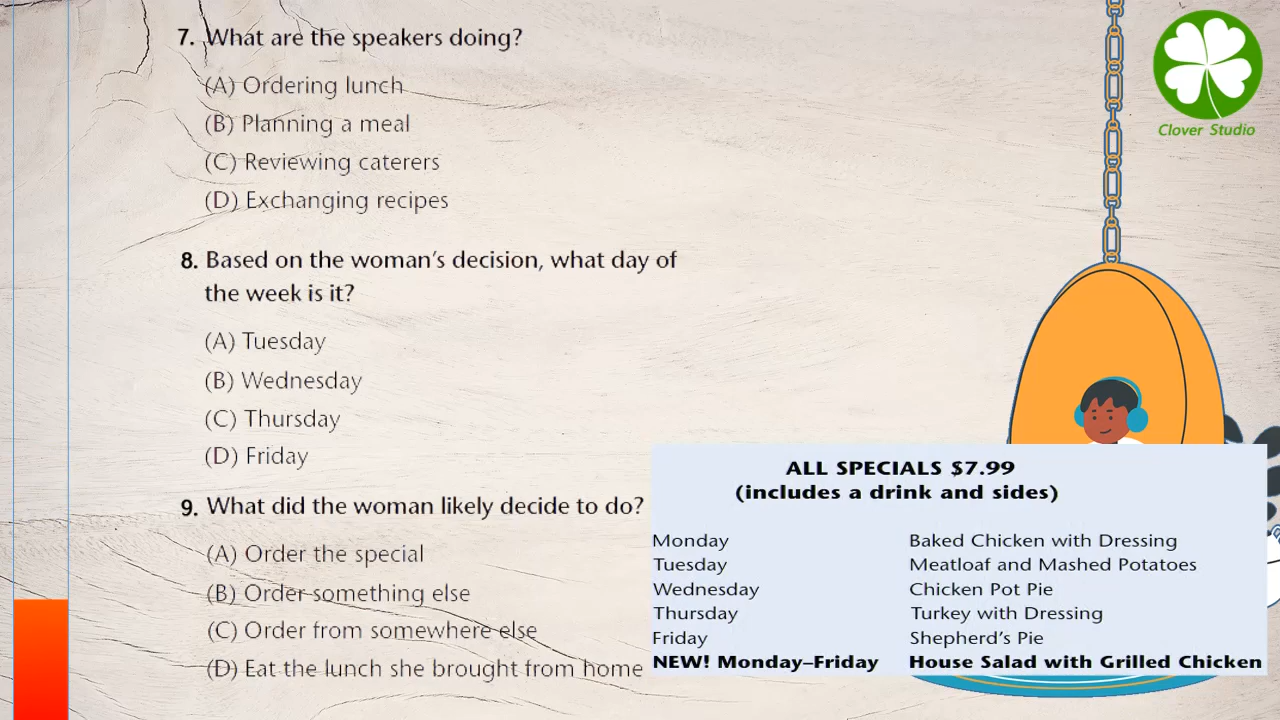 7. What are the speakers doing?
(A) Ordering lunch
(B) Planning a meal
(C) Reviewing caterers
(D) Exchanging recipes
Clover Studio
8. Based on the woman's decision, what day of
the week is it?
(A) Tuesday
(B) Wednesday
(C) Thursday
(D) Friday
9. What did the woman likely decide to do?
(A) Order the special
(B) Order something else
(C) Order from somewhere else
(D) Eat the lunch she brought from home
ALL SPECIALS $7.99
(includes a drink and sides)
Monday Baked Chicken with Dressing
Tuesday Meatloaf and Mashed Potatoes
Wednesday Chicken Pot Pie
Thursday Turkey with Dressing
Friday Shepherd's Pie
NEW! Monday–Friday House Salad with Grilled Chicken